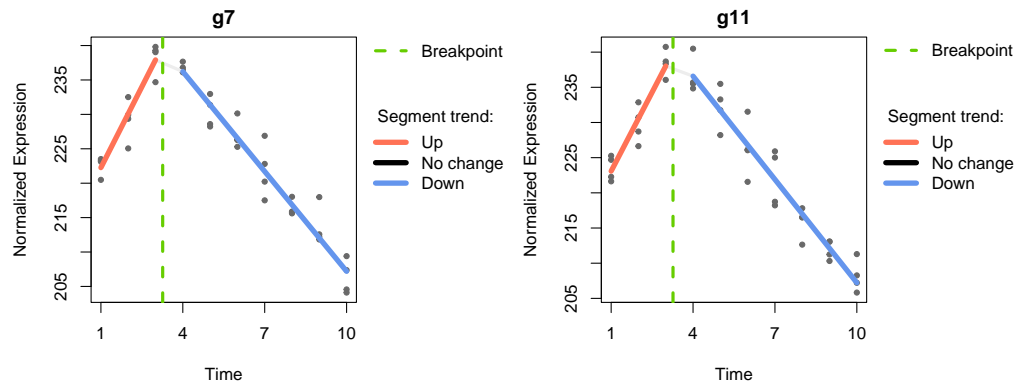 g7
Normalized Expression
235
225
215
205
1 4 7 10
Time
Breakpoint
Segment trend:
Up
No change
Down
g11
Normalized Expression
235
225
215
205
1 4 7 10
Time
Breakpoint
Segment trend:
Up
No change
Down